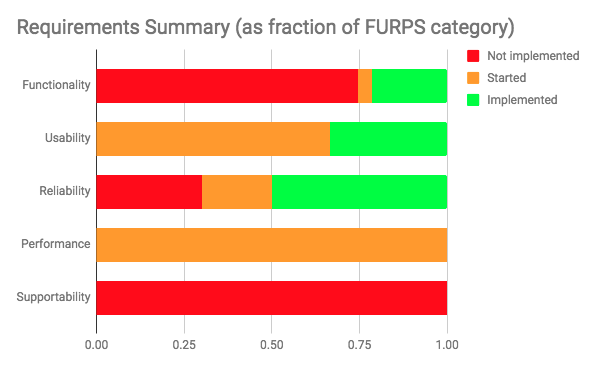 Requirements Summary (as fraction of FURPS category)
Not implemented
Started
Implemented
Functionality
Usability
Reliability
Performance
Supportability
0.00 0.25 0.50 0.75 1.00